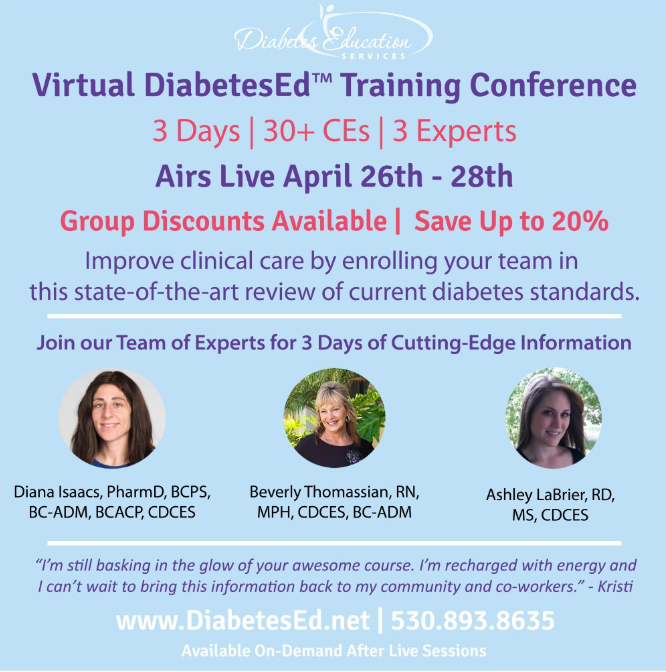 Diabetes Education
SERVICES
Virtual DiabetesEd™ Training Conference
3 Days | 30+ CEs | 3 Experts
Airs Live April 26th - 28th
Group Discounts Available | Save Up to 20%
Improve clinical care by enrolling your team in
this state-of-the-art review of current diabetes standards.
Join our Team of Experts for 3 Days of Cutting-Edge Information
Diana Isaacs, PharmD, BCPS,
BC-ADM, BCACP, CDCES
Beverly Thomassian, RN,
MPH, CDCES, BC-ADM
Ashley LaBrier, RD,
MS, CDCES
“I’m still basking in the glow of your awesome course. I’m recharged with energy and
I can’t wait to bring this information back to my community and co-workers.” - Kristi
www.DiabetesEd.net | 530.893.8635
Available On-Demand After Live Sessions